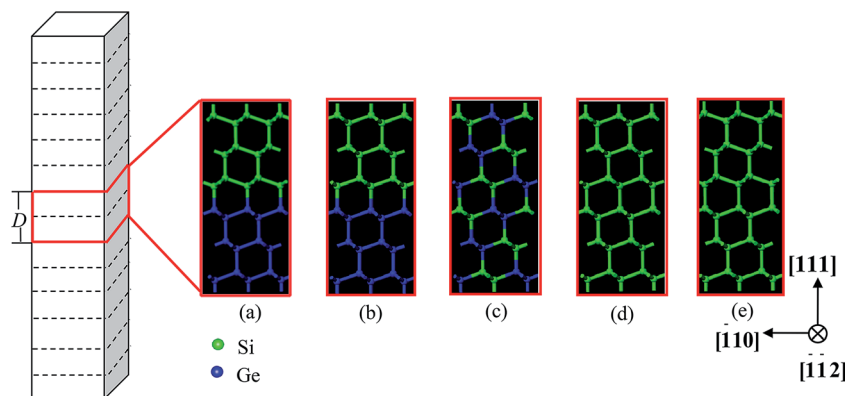 D
(a)
(b)
(c)
(d)
(e)
Si
Ge
[111]
[1̄10]
[1̄1̄2]